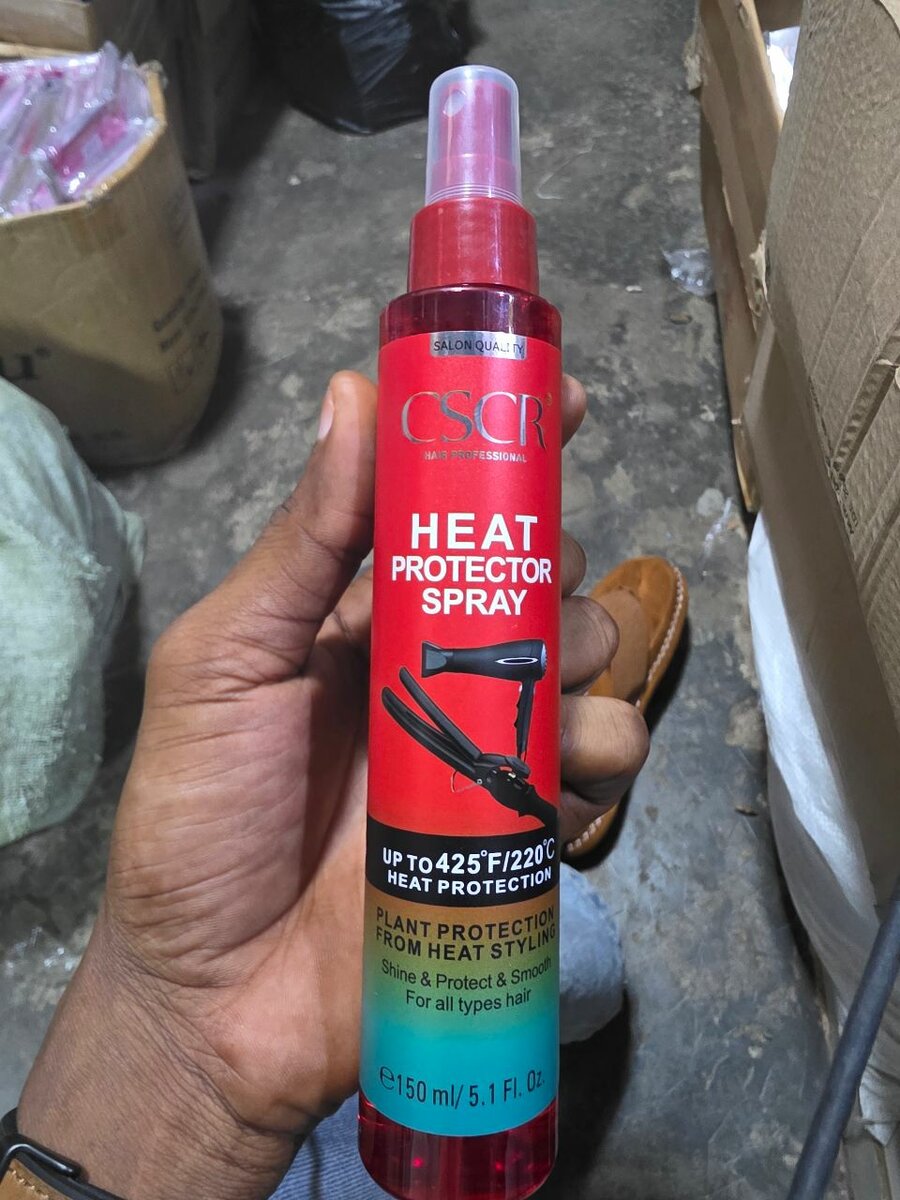 SALON QUALITY
CSCR®
HAIR PROFESSIONAL
HEAT
PROTECTOR
SPRAY
UP TO 425°F/220°C
HEAT PROTECTION
PLANT PROTECTION
FROM HEAT STYLING
Shine & Protect & Smooth
For all types hair
℮150 ml/ 5.1 Fl. Oz.